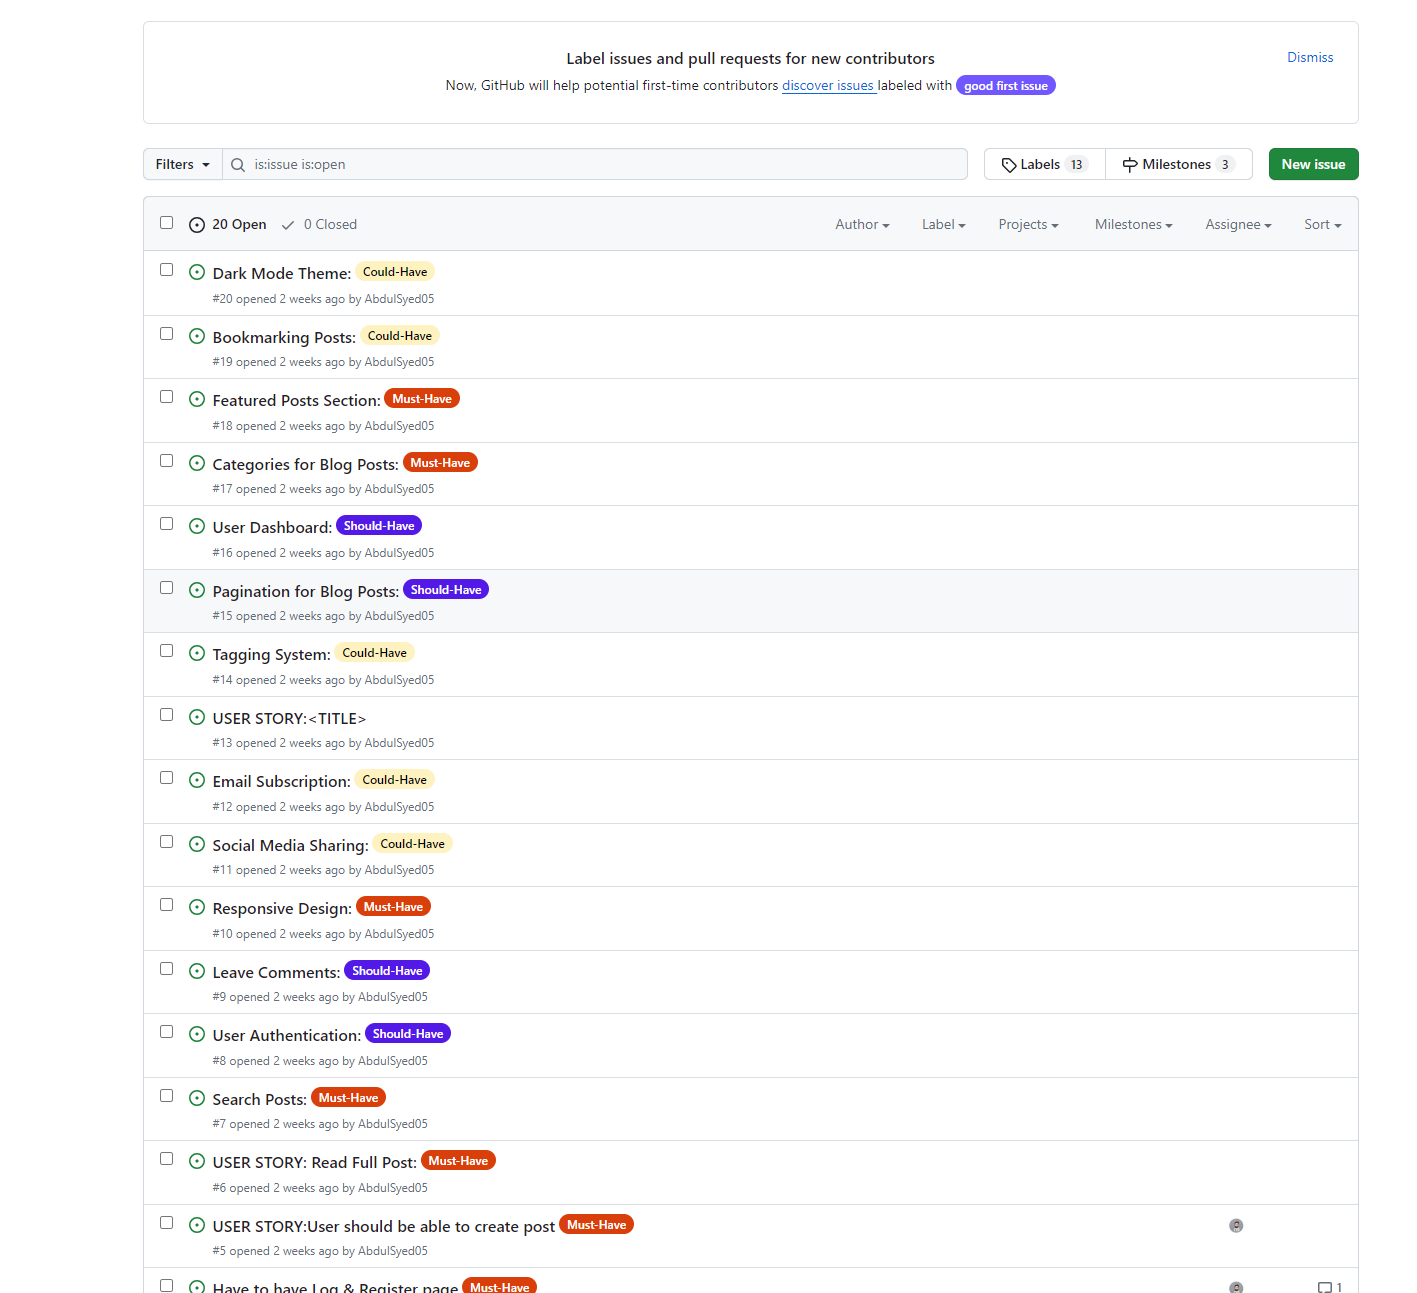 Label issues and pull requests for new contributors
Dismiss
Now, GitHub will help potential first-time contributors discover issues labeled with good first issue
Filters is:issue is:open Labels 13 Milestones 3 New issue
20 Open 0 Closed Author Label Projects Milestones Assignee Sort
Dark Mode Theme: Could-Have
#20 opened 2 weeks ago by AbdulSyed05
Bookmarking Posts: Could-Have
#19 opened 2 weeks ago by AbdulSyed05
Featured Posts Section: Must-Have
#18 opened 2 weeks ago by AbdulSyed05
Categories for Blog Posts: Must-Have
#17 opened 2 weeks ago by AbdulSyed05
User Dashboard: Should-Have
#16 opened 2 weeks ago by AbdulSyed05
Pagination for Blog Posts: Should-Have
#15 opened 2 weeks ago by AbdulSyed05
Tagging System: Could-Have
#14 opened 2 weeks ago by AbdulSyed05
USER STORY:<TITLE>
#13 opened 2 weeks ago by AbdulSyed05
Email Subscription: Could-Have
#12 opened 2 weeks ago by AbdulSyed05
Social Media Sharing: Could-Have
#11 opened 2 weeks ago by AbdulSyed05
Responsive Design: Must-Have
#10 opened 2 weeks ago by AbdulSyed05
Leave Comments: Should-Have
#9 opened 2 weeks ago by AbdulSyed05
User Authentication: Should-Have
#8 opened 2 weeks ago by AbdulSyed05
Search Posts: Must-Have
#7 opened 2 weeks ago by AbdulSyed05
USER STORY: Read Full Post: Must-Have
#6 opened 2 weeks ago by AbdulSyed05
USER STORY:User should be able to create post Must-Have
#5 opened 2 weeks ago by AbdulSyed05
Have to have Log & Register page Must-Have 1